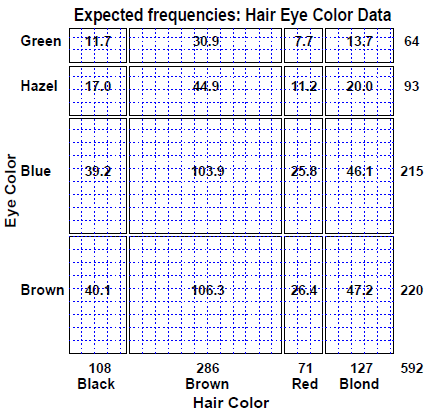 Expected frequencies: Hair Eye Color Data
Green 11.7 30.9 7.7 13.7 64
Hazel 17.0 44.9 11.2 20.0 93
Blue 39.2 103.9 25.8 46.1 215
Brown 40.1 106.3 26.4 47.2 220
Eye Color
108 286 71 127 592
Black Brown Red Blond
Hair Color